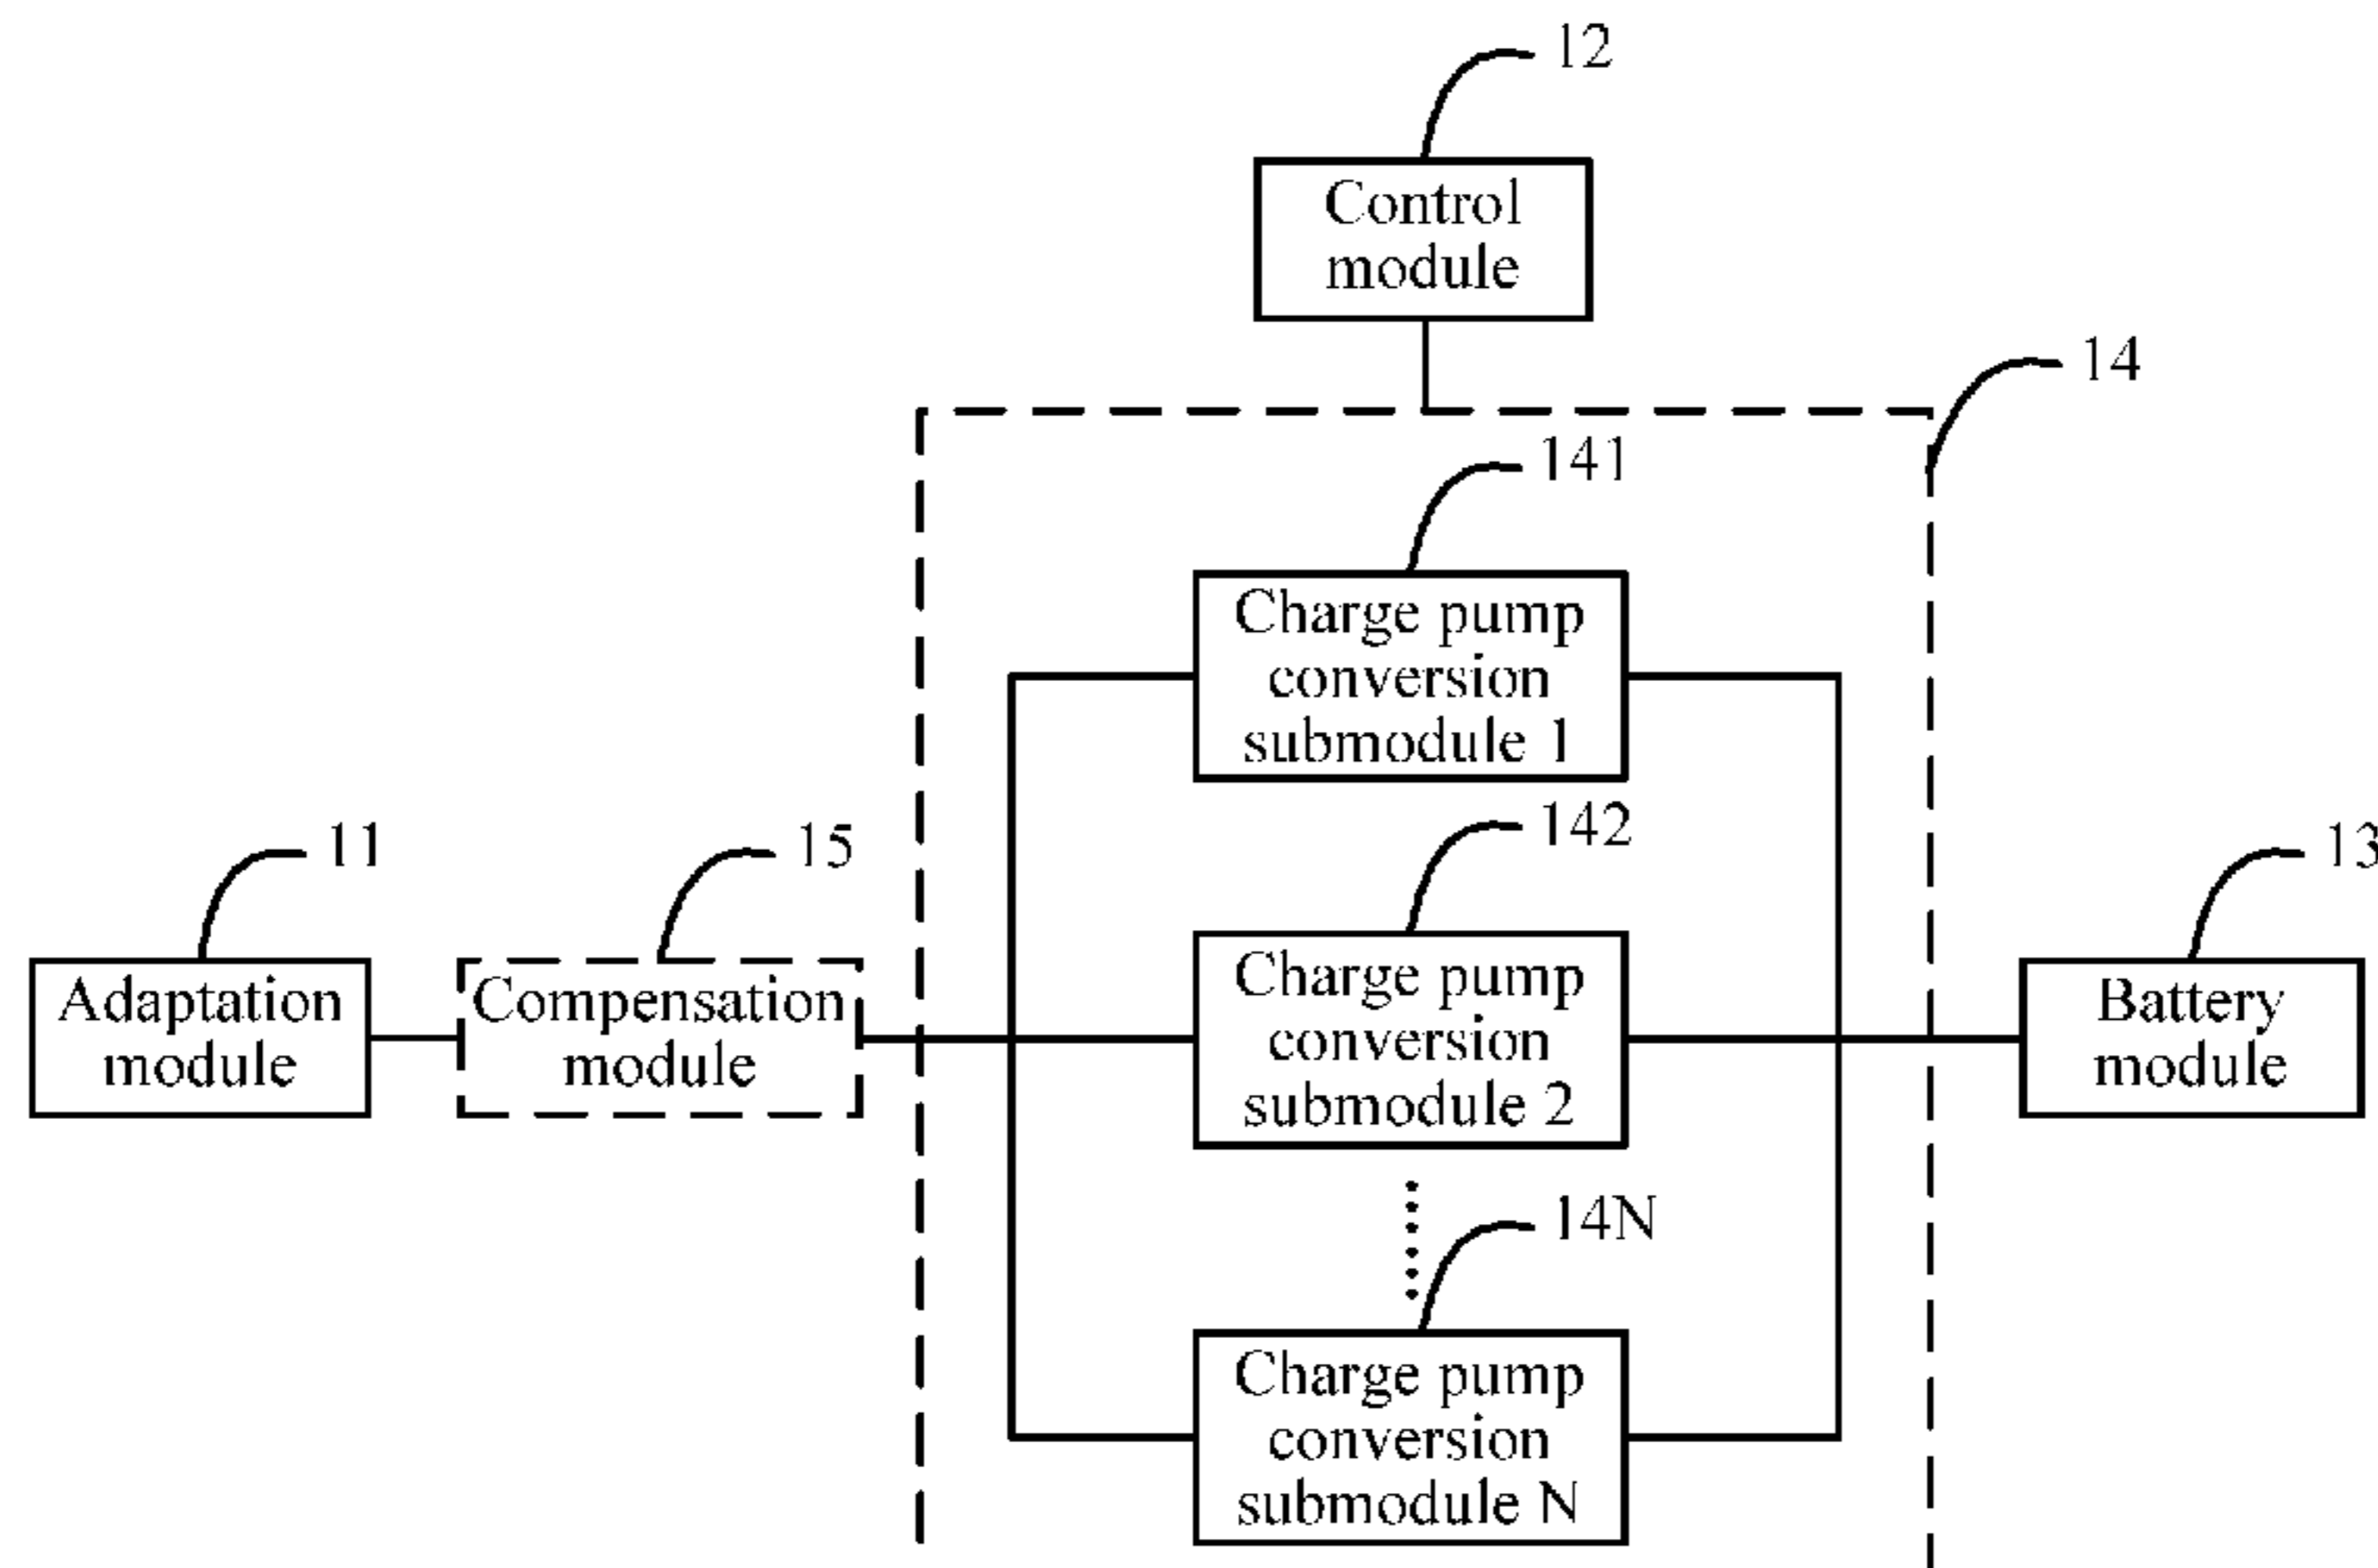 12
Control
module
14
141
Charge pump
conversion
submodule 1
11
15
142
13
Adaptation
module
Compensation
module
Charge pump
conversion
submodule 2
Battery
module
14N
Charge pump
conversion
submodule N